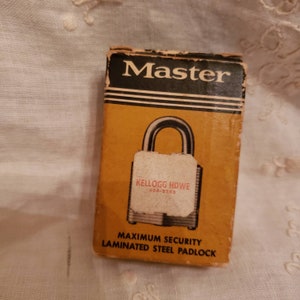 Master
KELLOGG HOWE
MAXIMUM SECURITY
LAMINATED STEEL PADLOCK